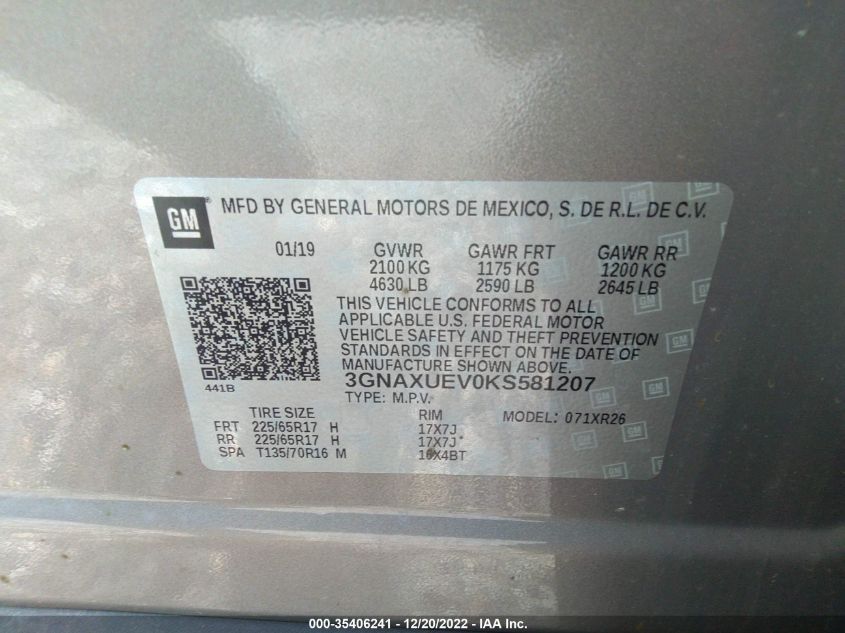 GM
MFD BY GENERAL MOTORS DE MEXICO, S. DE R.L. DE C.V.
01/19 GVWR GAWR FRT GAWR RR
2100 KG 1175 KG 1200 KG
4630 LB 2590 LB 2645 LB
THIS VEHICLE CONFORMS TO ALL
APPLICABLE U.S. FEDERAL MOTOR
VEHICLE SAFETY AND THEFT PREVENTION
STANDARDS IN EFFECT ON THE DATE OF
MANUFACTURE SHOWN ABOVE.
441B
3GNAXUEV0KS581207
TYPE: M.P.V.
TIRE SIZE RIM MODEL: 071XR26
FRT 225/65R17 H 17X7J
RR 225/65R17 H 17X7J
SPA T135/70R16 M 16X4BT
000-35406241 - 12/20/2022 - IAA Inc.